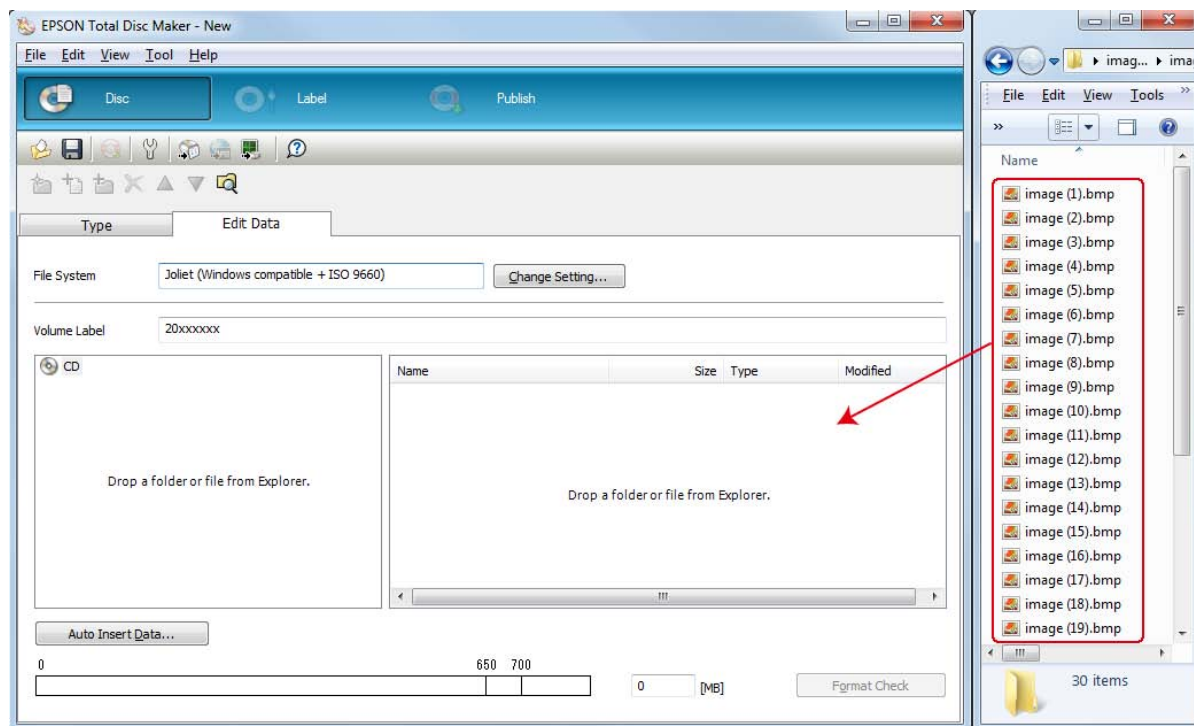 EPSON Total Disc Maker - New
File Edit View Tool Help
Disc Label Publish
Type Edit Data
File System Joliet (Windows compatible + ISO 9660) Change Setting...
Volume Label 20xxxxxx
CD
Drop a folder or file from Explorer.
Name Size Type Modified
Drop a folder or file from Explorer.
Auto Insert Data...
0 650 700
0 [MB] Format Check
imag... ima
File Edit View Tools »
»
Name
image (1).bmp
image (2).bmp
image (3).bmp
image (4).bmp
image (5).bmp
image (6).bmp
image (7).bmp
image (8).bmp
image (9).bmp
image (10).bmp
image (11).bmp
image (12).bmp
image (13).bmp
image (14).bmp
image (15).bmp
image (16).bmp
image (17).bmp
image (18).bmp
image (19).bmp
30 items